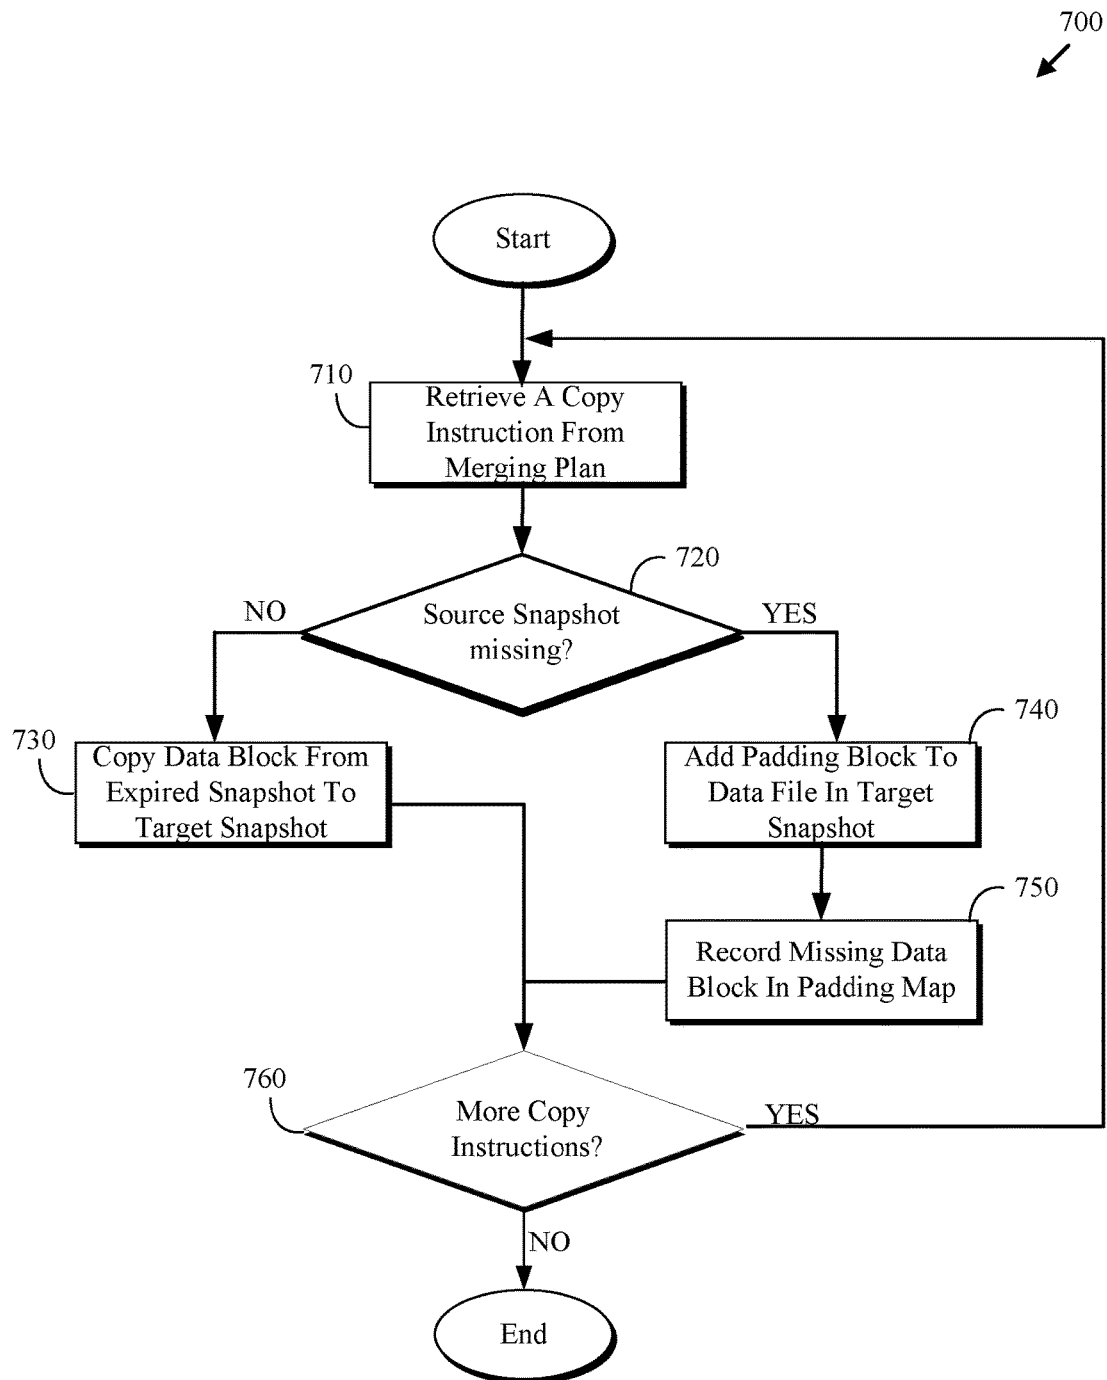 700
Start
710
Retrieve A Copy
Instruction From
Merging Plan
720
NO
Source Snapshot
missing?
YES
730
Copy Data Block From
Expired Snapshot To
Target Snapshot
740
Add Padding Block To
Data File In Target
Snapshot
750
Record Missing Data
Block In Padding Map
760
More Copy
Instructions?
YES
NO
End